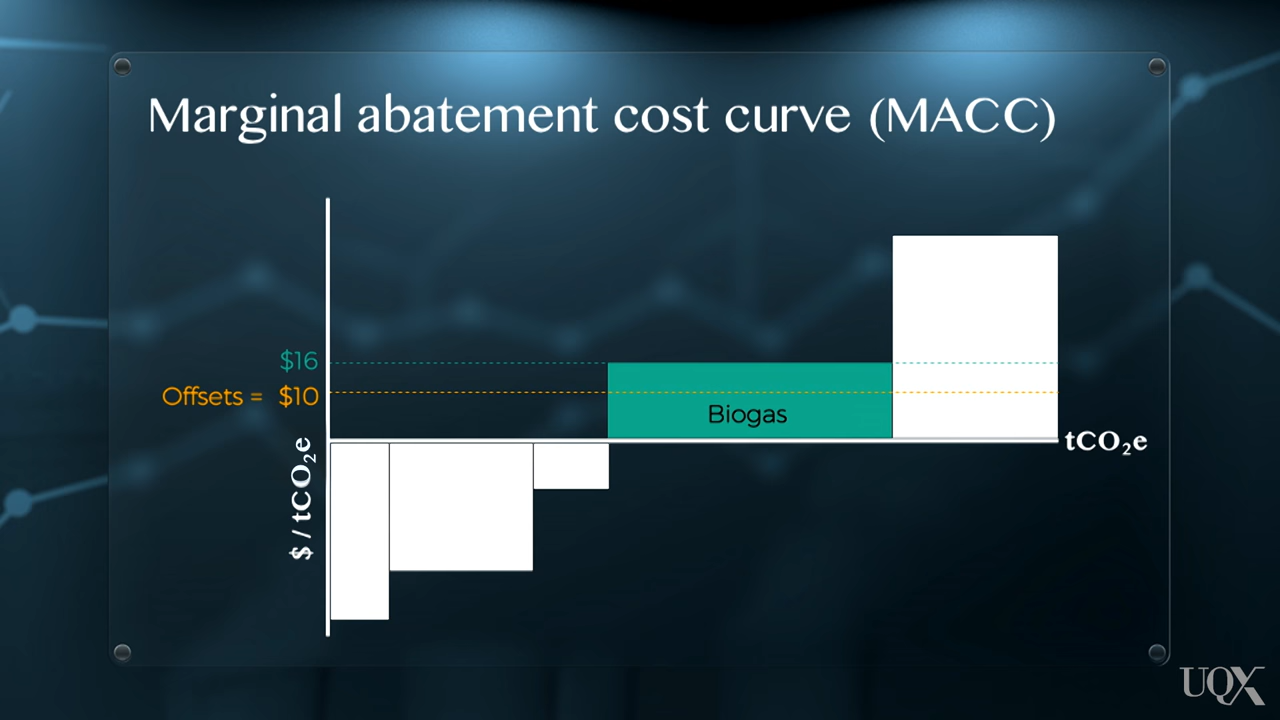 Marginal abatement cost curve (MACC)
$16
Offsets = $10
Biogas
tCO₂e
$ / tCO₂e
UQX